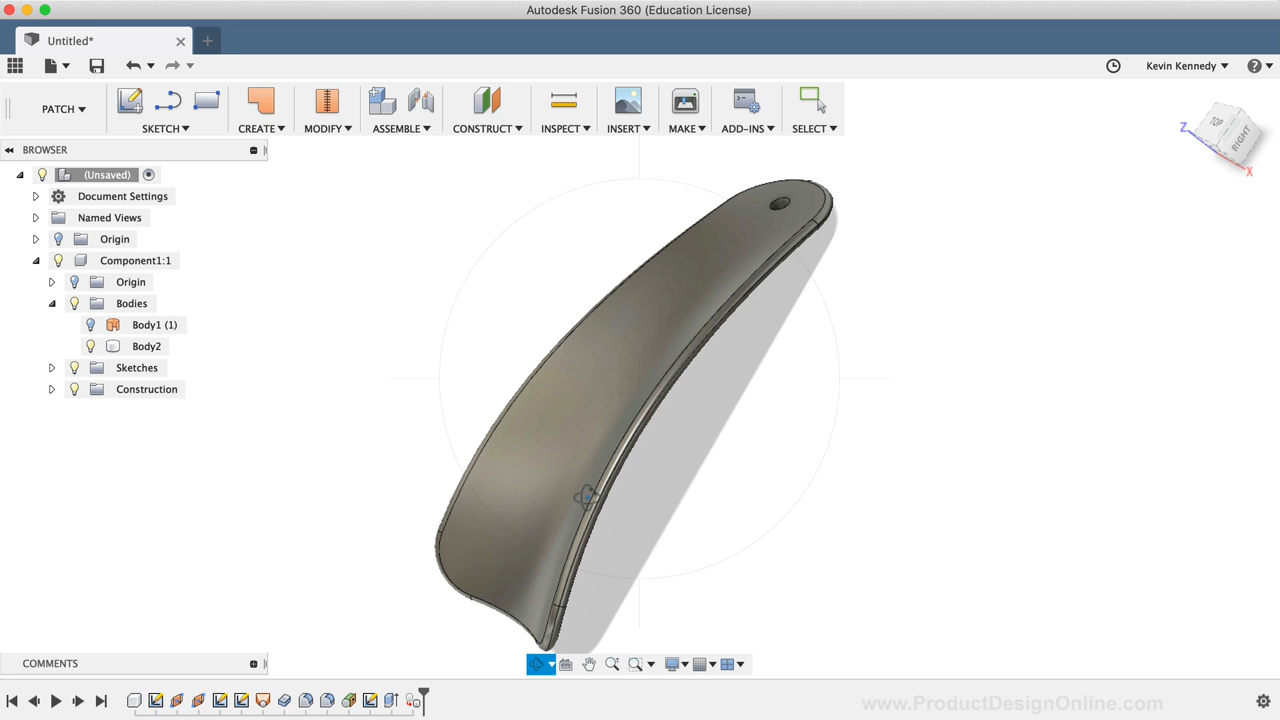 Autodesk Fusion 360 (Education License)
Untitled*
Kevin Kennedy
PATCH
SKETCH CREATE MODIFY ASSEMBLE CONSTRUCT INSPECT INSERT MAKE ADD-INS SELECT
BROWSER
(Unsaved)
Document Settings
Named Views
Origin
Component1:1
Origin
Bodies
Body1 (1)
Body2
Sketches
Construction
TOP
RIGHT
Z
X
COMMENTS
www.ProductDesignOnline.com